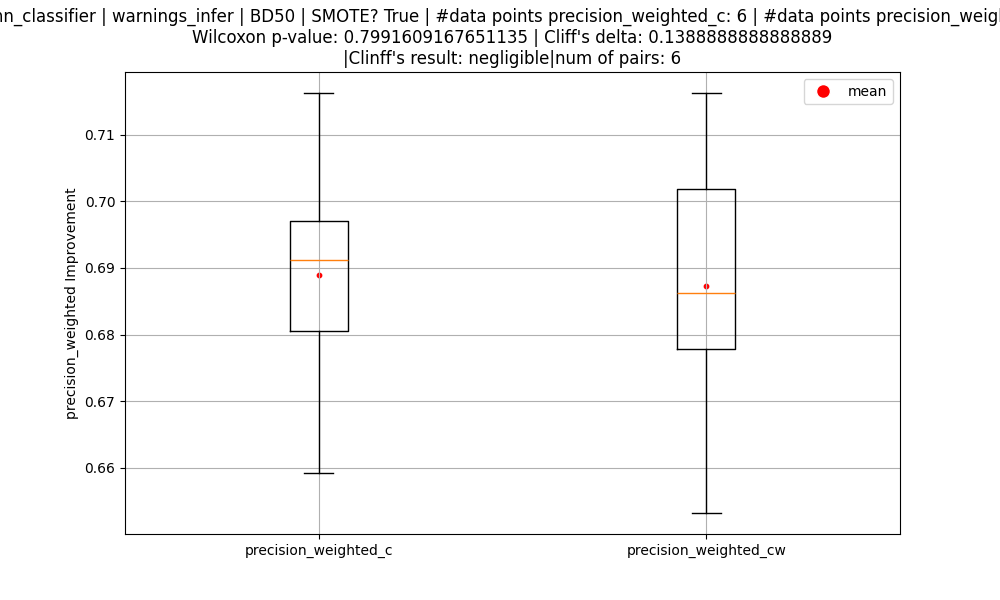 nn_classifier | warnings_infer | BD50 | SMOTE? True | #data points precision_weighted_c: 6 | #data points
Wilcoxon p-value: 0.7991609167651135 | Cliff's delta: 0.1388888888888889
|Clinff's result: negligible|num of pairs: 6
mean
0.71
0.70
0.69
0.68
0.67
0.66
precision_weighted Improvement
precision_weighted_c
precision_weighted_cw